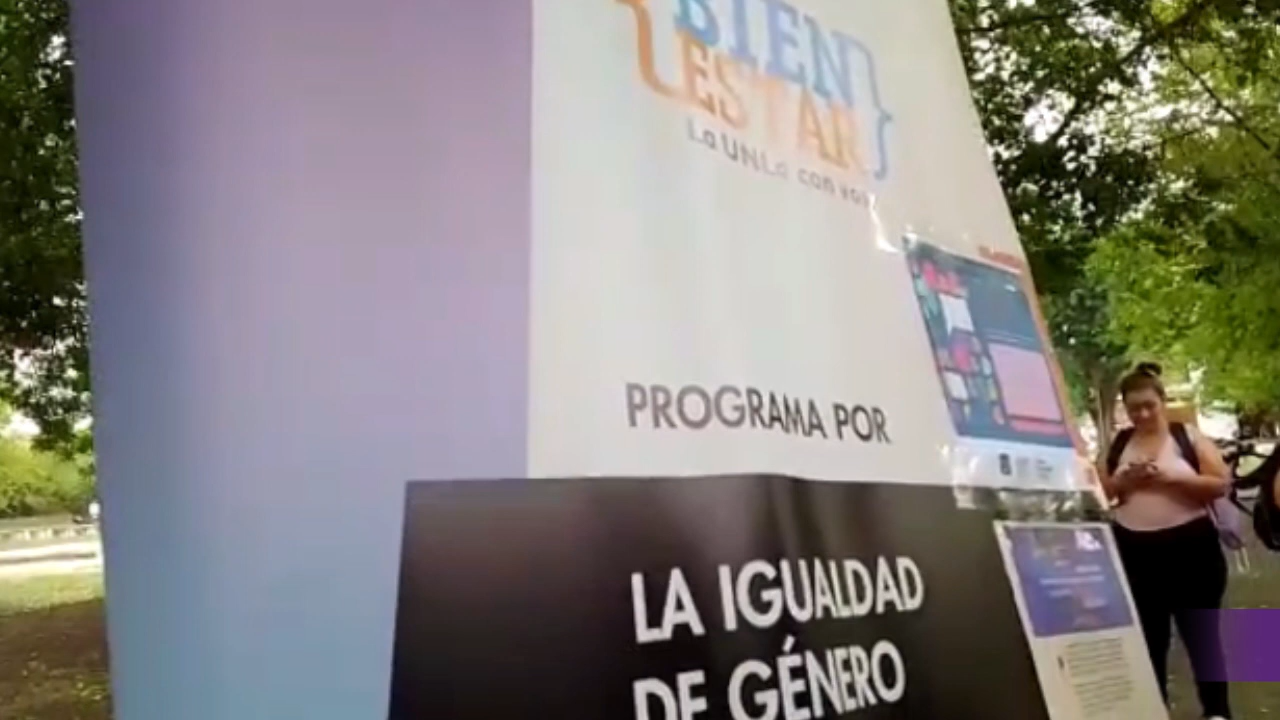 BIEN
ESTAR
La UNLa con vos
PROGRAMA POR
LA IGUALDAD
DE GÉNERO